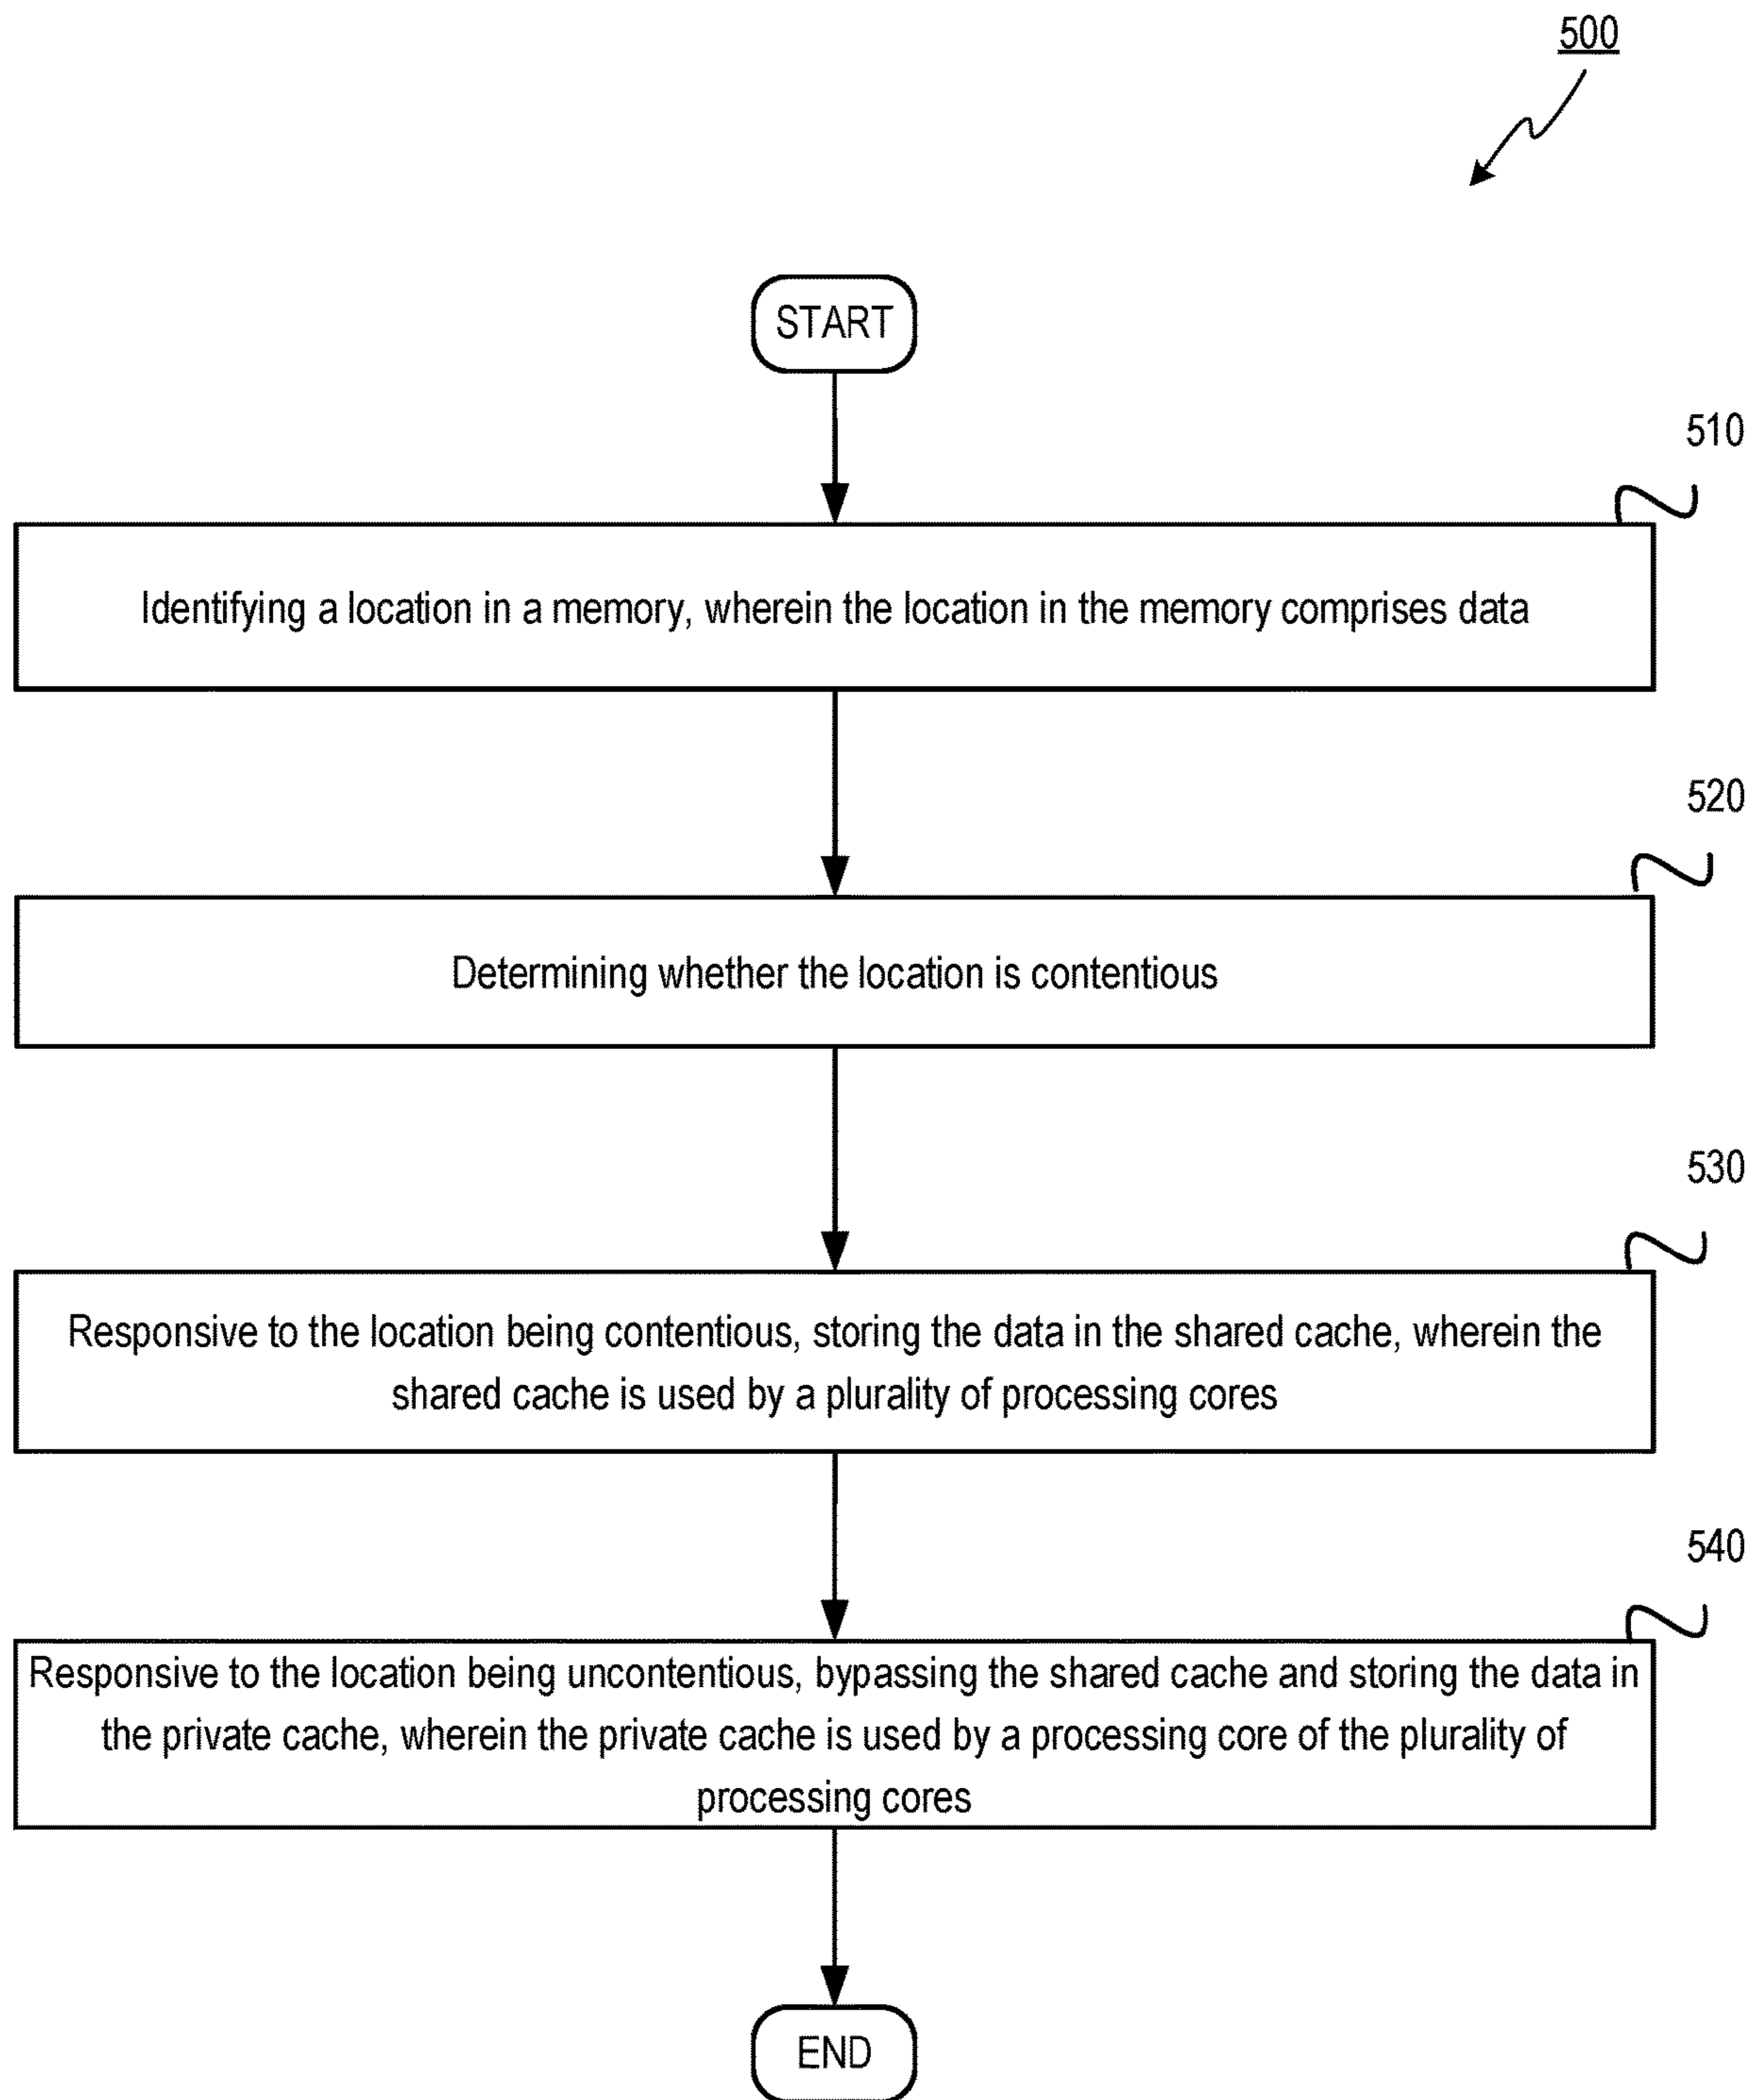 500
START
510
Identifying a location in a memory, wherein the location in the memory comprises data
520
Determining whether the location is contentious
530
Responsive to the location being contentious, storing the data in the shared cache, wherein the
shared cache is used by a plurality of processing cores
540
Responsive to the location being uncontentious, bypassing the shared cache and storing the data in
the private cache, wherein the private cache is used by a processing core of the plurality of
processing cores
END